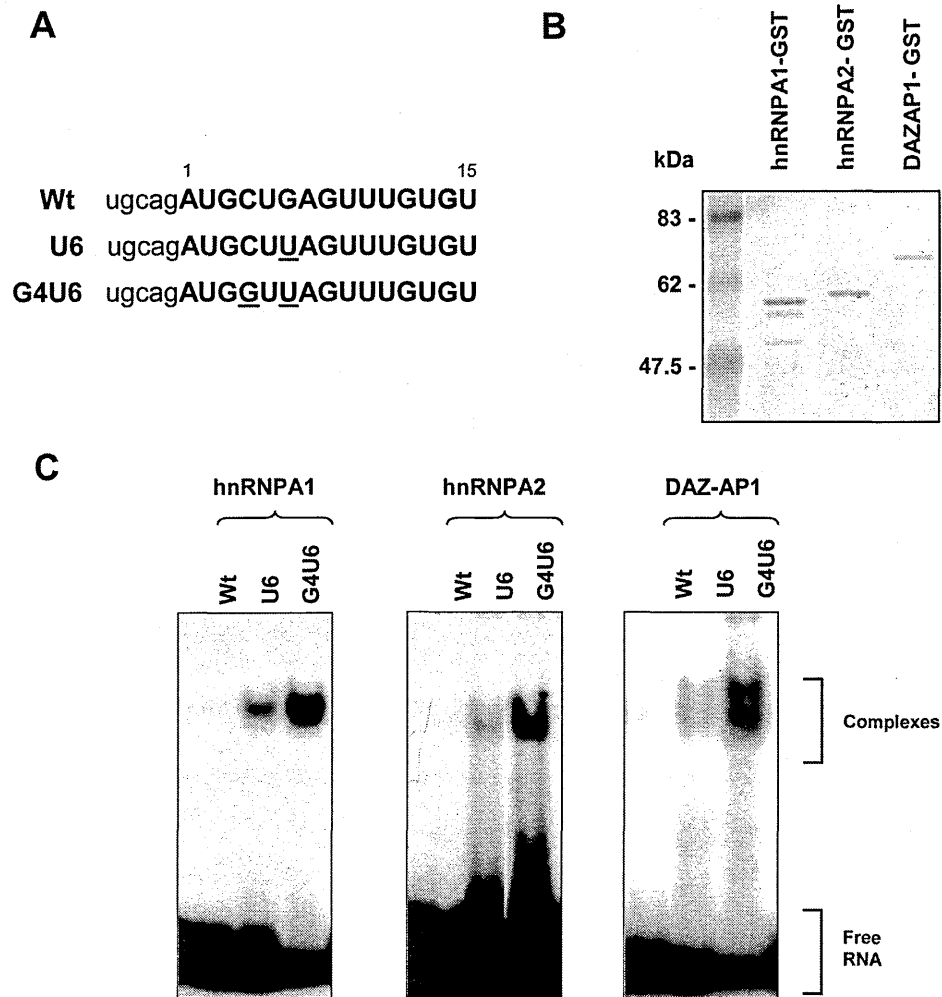 A
1 15
Wt ugcagAUGCUGAGUUUGUGU
U6 ugcagAUGCUUAGUUUGUGU
G4U6 ugcagAUGGUUAGUUUGUGU
B
hnRNPA1-GST
hnRNPA2- GST
DAZAP1- GST
kDa
83 -
62 -
47.5 -
C
hnRNPA1
Wt U6 G4U6
hnRNPA2
Wt U6 G4U6
DAZ-AP1
Wt U6 G4U6
Complexes
Free
RNA